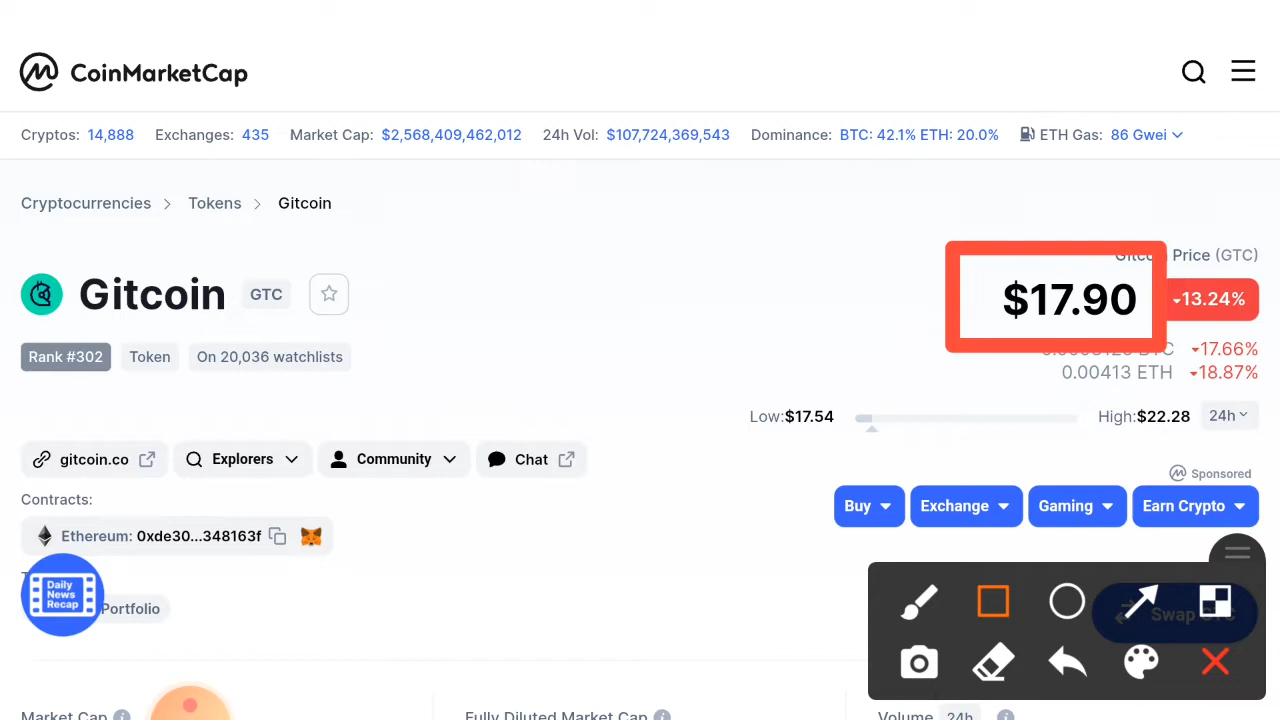 CoinMarketCap
Cryptos: 14,888 Exchanges: 435 Market Cap: $2,568,409,462,012 24h Vol: $107,724,369,543 Dominance: BTC: 42.1% ETH: 20.0% ETH Gas: 86 Gwei
Cryptocurrencies > Tokens > Gitcoin
Gitcoin Price (GTC)
Gitcoin GTC $17.90 13.24%
Rank #302 Token On 20,036 watchlists
BTC 17.66%
0.00413 ETH 18.87%
Low:$17.54 High:$22.28 24h
gitcoin.co Explorers Community Chat
Sponsored
Contracts:
Buy Exchange Gaming Earn Crypto
Ethereum: 0xde30...348163f
Daily
News
Recap
Portfolio
Swap GTC
Market Cap Fully Diluted Market Cap Volume 24h